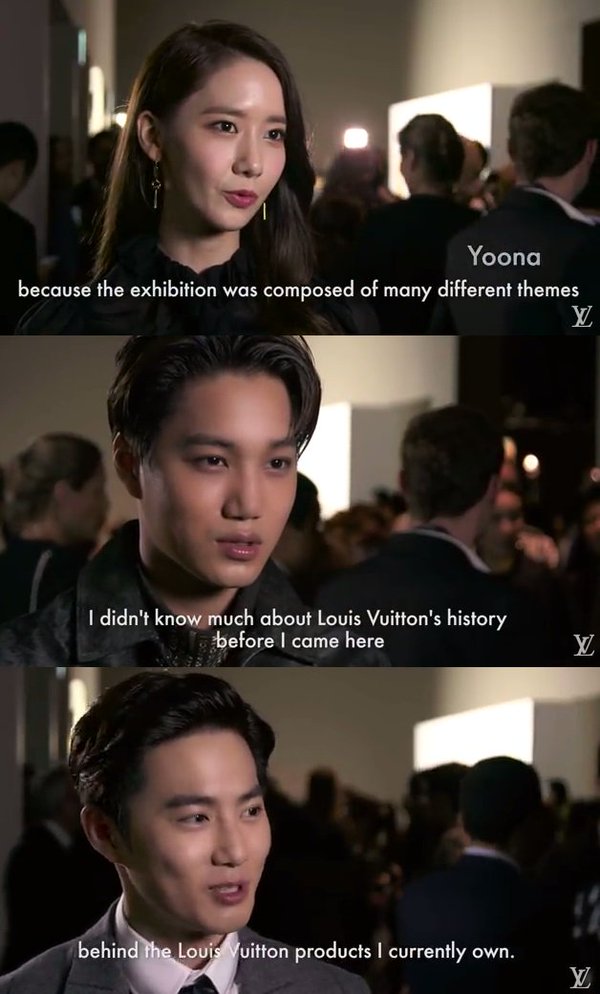 Yoona
because the exhibition was composed of many different themes
LV
I didn't know much about Louis Vuitton's history
before I came here
LV
behind the Louis Vuitton products I currently own.
LV